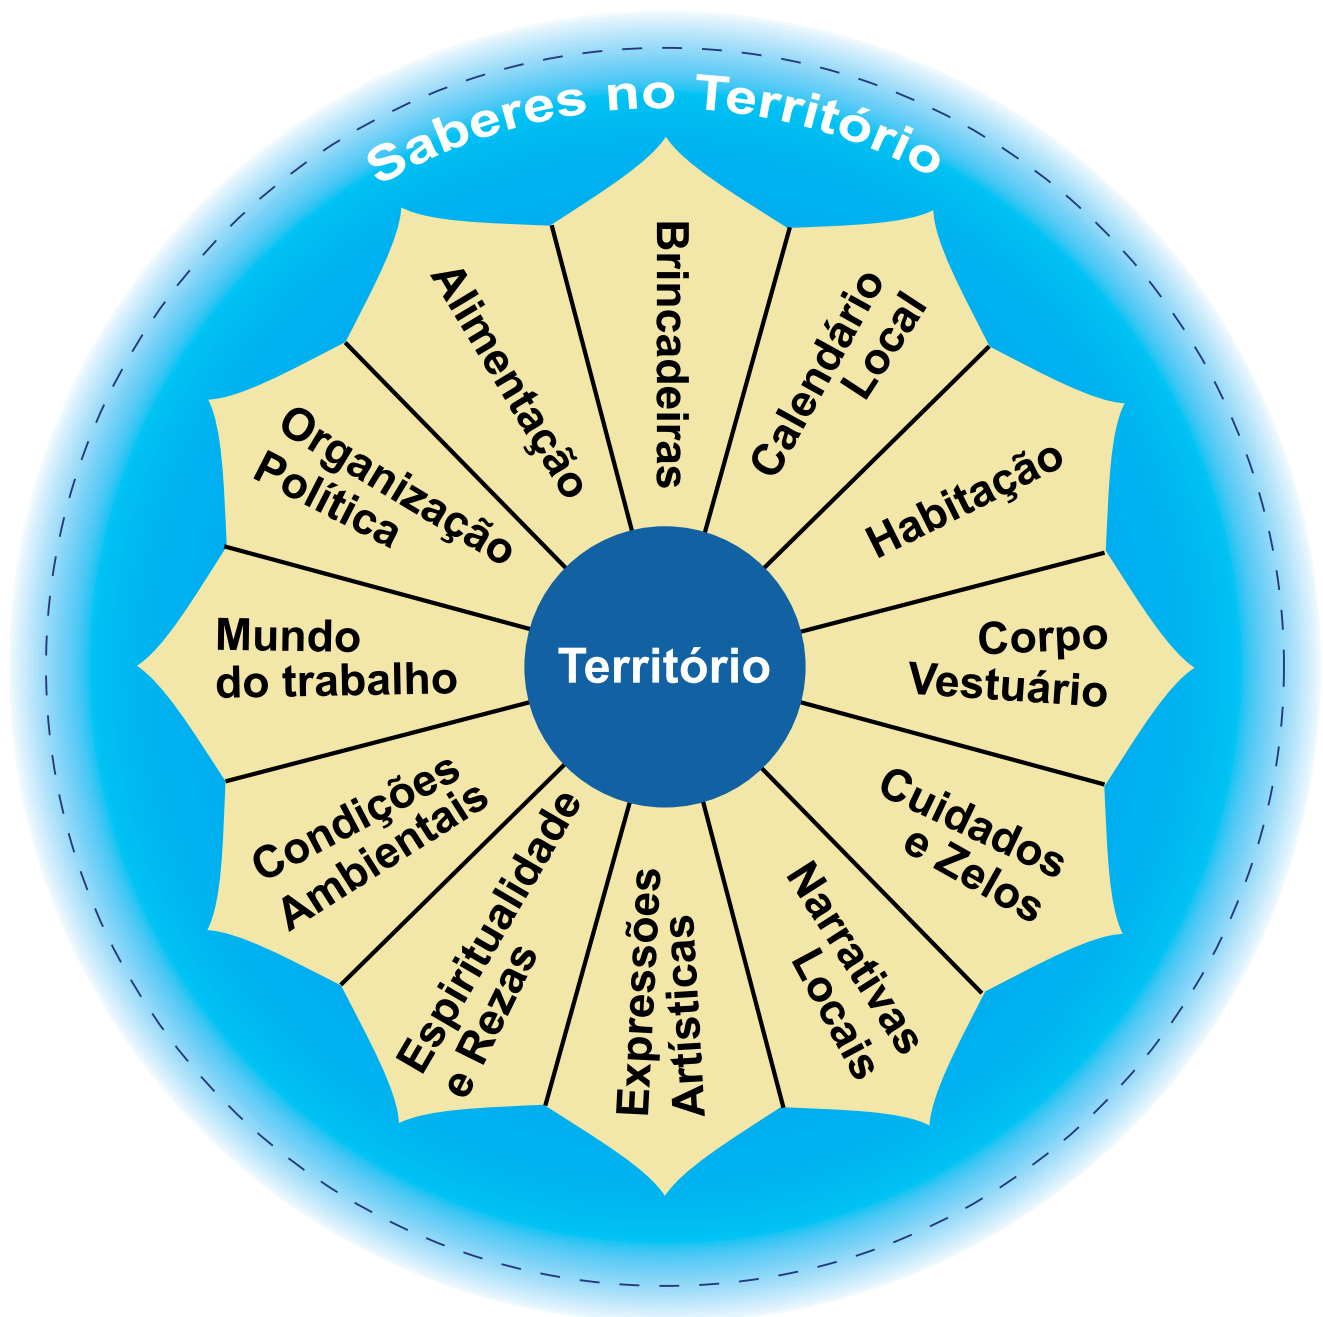 Saberes no Território
Brincadeiras
Calendário
Local
Habitação
Corpo
Vestuário
Cuidados
e Zelos
Narrativas
Locais
Expressões
Artísticas
Espiritualidade
e Rezas
Condições
Ambientais
Mundo
do trabalho
Organização
Política
Alimentação
Território